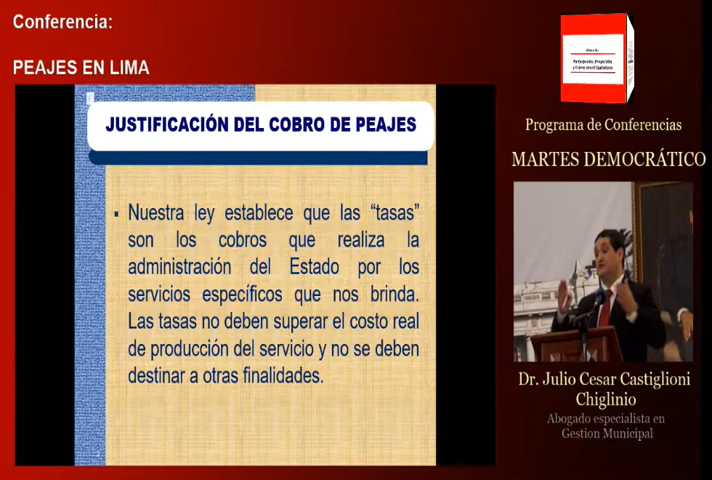 Conferencia:
PEAJES EN LIMA
JUSTIFICACIÓN DEL COBRO DE PEAJES
Nuestra ley establece que las “tasas”
son los cobros que realiza la
administración del Estado por los
servicios específicos que nos brinda.
Las tasas no deben superar el costo real
de producción del servicio y no se deben
destinar a otras finalidades.
Programa de Conferencias
MARTES DEMOCRÁTICO
Dr. Julio Cesar Castiglioni
Chiglinio
Abogado especialista en
Gestion Municipal